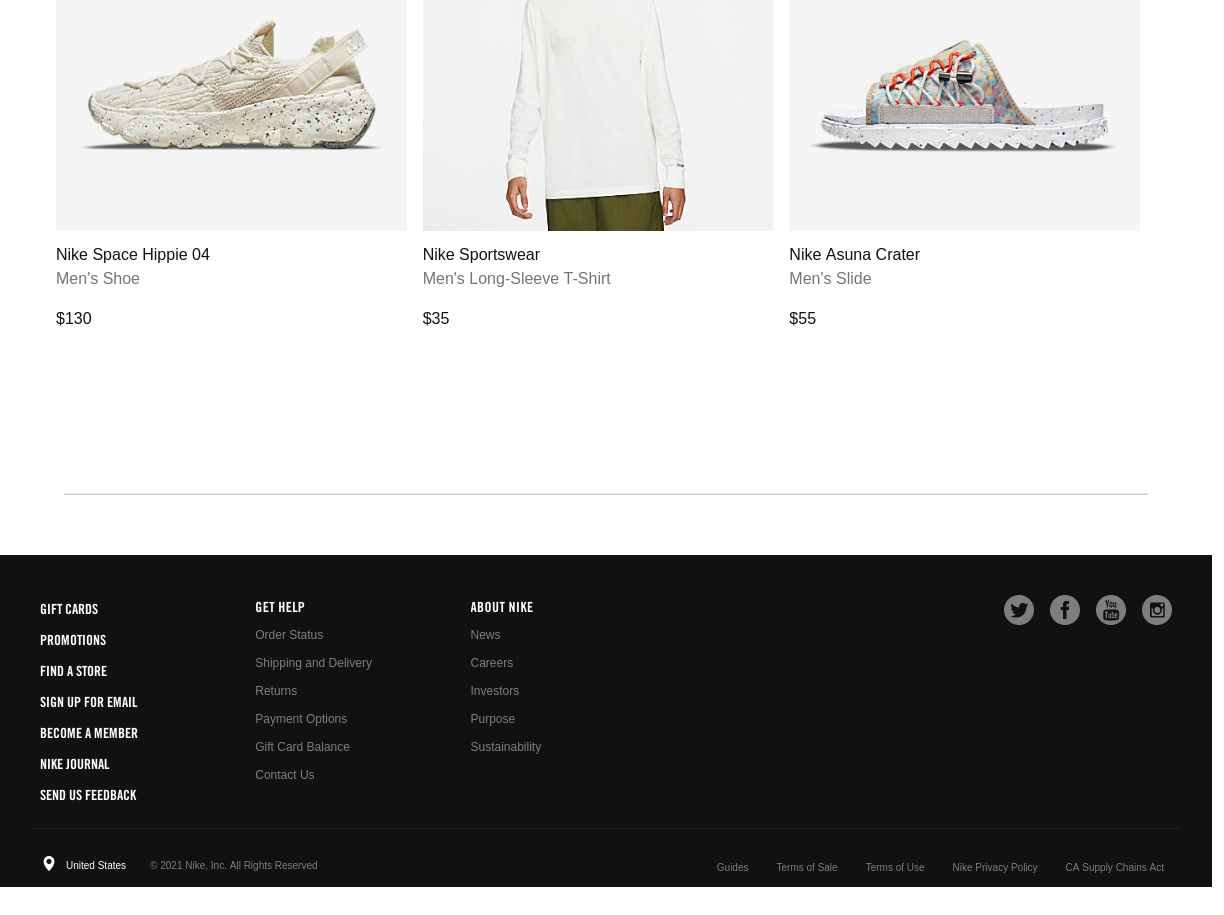 Nike Space Hippie 04
Men's Shoe
$130
Nike Sportswear
Men's Long-Sleeve T-Shirt
$35
Nike Asuna Crater
Men's Slide
$55
GIFT CARDS
PROMOTIONS
FIND A STORE
SIGN UP FOR EMAIL
BECOME A MEMBER
NIKE JOURNAL
SEND US FEEDBACK
GET HELP
Order Status
Shipping and Delivery
Returns
Payment Options
Gift Card Balance
Contact Us
ABOUT NIKE
News
Careers
Investors
Purpose
Sustainability
You
Tube
United States
© 2021 Nike, Inc. All Rights Reserved
Guides
Terms of Sale
Terms of Use
Nike Privacy Policy
CA Supply Chains Act